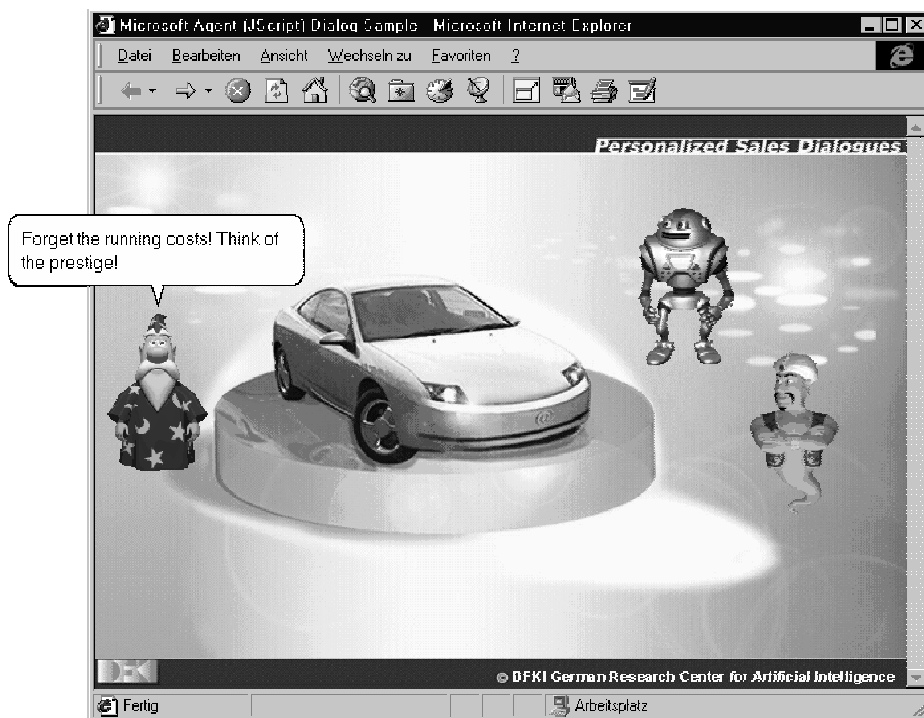 Microsoft Agent (JScript) Dialog Sample - Microsoft Internet Explorer
Datei Bearbeiten Ansicht Wechseln zu Favoriten ?
Personalized Sales Dialogues
Forget the running costs! Think of
the prestige!
DFKI
© DFKI German Research Center for Artificial Intelligence
Fertig Arbeitsplatz